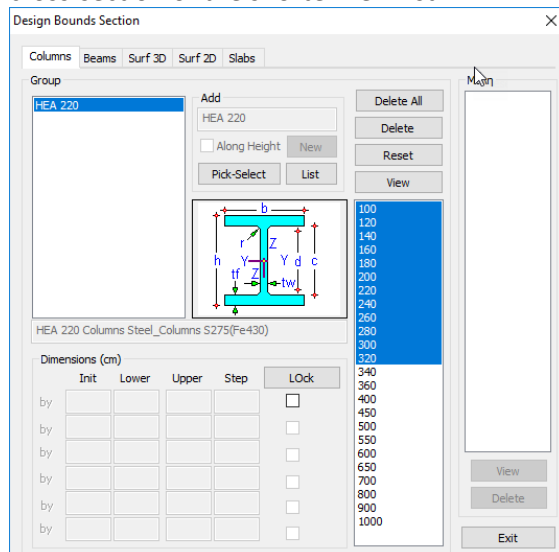 Design Bounds Section
Columns Beams Surf 3D Surf 2D Slabs
Group
HEA 220
Add
HEA 220
Along Height New
Pick-Select List
Delete All
Delete
Reset
View
b
r Z
h Y Y d c
tf Z tw
HEA 220 Columns Steel_Columns S275(Fe430)
Dimensions (cm)
Init Lower Upper Step LOck
by
by
by
by
by
by
100
120
140
160
180
200
220
240
260
280
300
320
340
360
400
450
500
550
600
650
700
800
900
1000
View
Delete
Exit